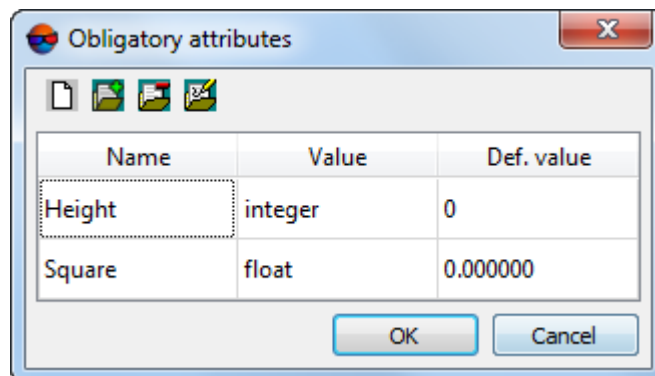 Obligatory attributes
Name Value Def. value
Height integer 0
Square float 0.000000
OK Cancel